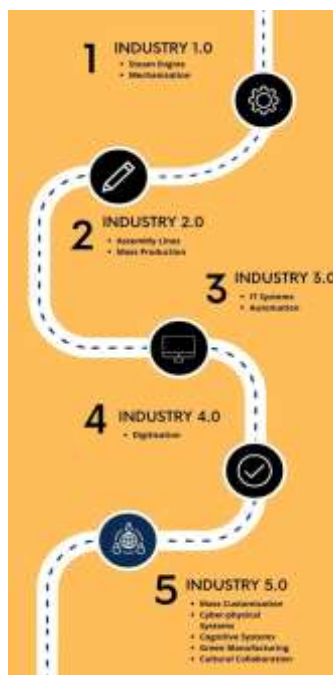 1 INDUSTRY 1.0
• Steam Engine
• Mechanisation
2 INDUSTRY 2.0
• Assembly Lines
• Mass Production
3 INDUSTRY 3.0
• IT Systems
• Automation
4 INDUSTRY 4.0
• Digitisation
5 INDUSTRY 5.0
• Mass Customisation
• Cyber-physical
Systems
• Cognitive Systems
• Green Manufacturing
• Cultural Collaboration